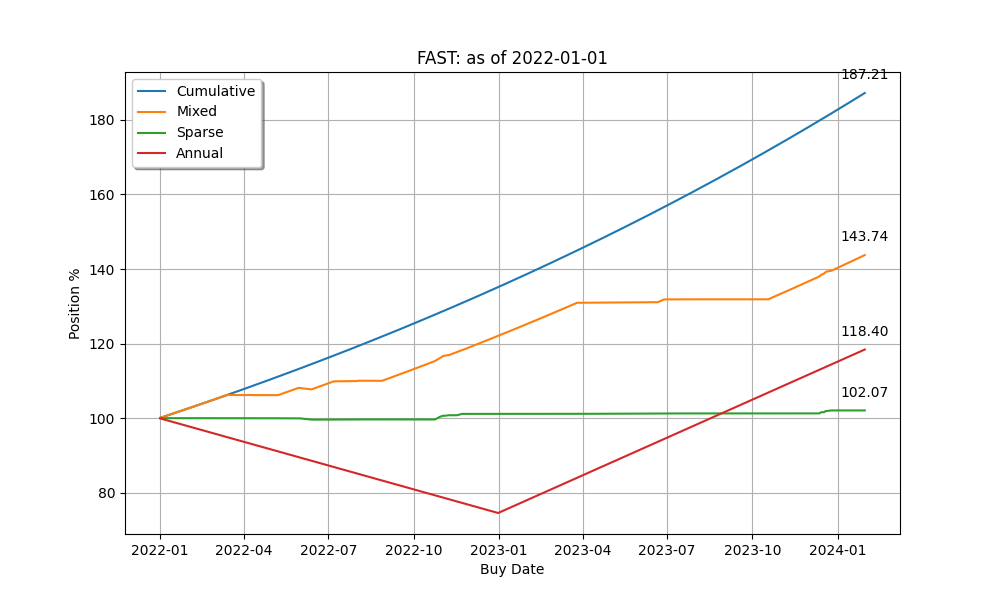 FAST: as of 2022-01-01
187.21
Cumulative
Mixed
Sparse
Annual
180
160
143.74
140
Position %
118.40
120
102.07
100
80
2022-01 2022-04 2022-07 2022-10 2023-01 2023-04 2023-07 2023-10 2024-01
Buy Date